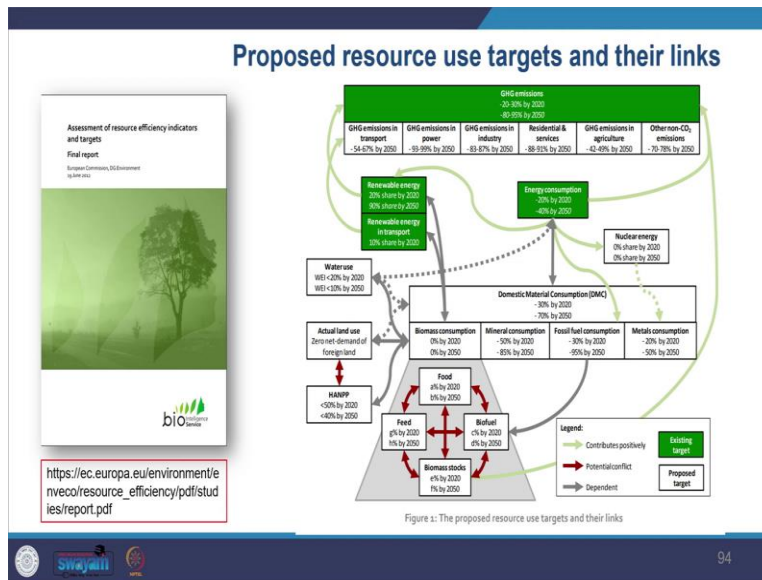 Proposed resource use targets and their links
Assessment of resource efficiency indicators
and targets
Final report
European Commission, DG Environment
bio Intelligence
Service
https://ec.europa.eu/environment/e
nveco/resource_efficiency/pdf/stud
ies/report.pdf
GHG emissions
-20-30% by 2020
-80-95% by 2050
GHG emissions in
transport
- 54-67% by 2050
GHG emissions in
power
- 93-99% by 2050
GHG emissions in
industry
- 83-87% by 2050
Residential &
services
- 88-91% by 2050
GHG emissions in
agriculture
- 42-49% by 2050
Other non-CO₂
emissions
- 70-78% by 2050
Renewable energy
20% share by 2020
90% share by 2050
Renewable energy
in transport
10% share by 2020
Energy consumption
-20% by 2020
-40% by 2050
Nuclear energy
0% share by 2020
0% share by 2050
Water use
WEI <20% by 2020
WEI <10% by 2050
Domestic Material Consumption (DMC)
- 30% by 2020
- 70% by 2050
Actual land use
Zero net-demand of
foreign land
Biomass consumption
0% by 2020
0% by 2050
Mineral consumption
- 50% by 2020
- 85% by 2050
Fossil fuel consumption
- 30% by 2020
-95% by 2050
Metals consumption
- 20% by 2020
- 50% by 2050
HANPP
<50% by 2020
<40% by 2050
Food
a% by 2020
b% by 2050
Feed
g% by 2020
h% by 2050
Biofuel
c% by 2020
d% by 2050
Biomass stocks
e% by 2020
f% by 2050
Legend:
Contributes positively
Potential conflict
Dependent
Existing
target
Proposed
target
Figure 1: The proposed resource use targets and their links
swayam
94